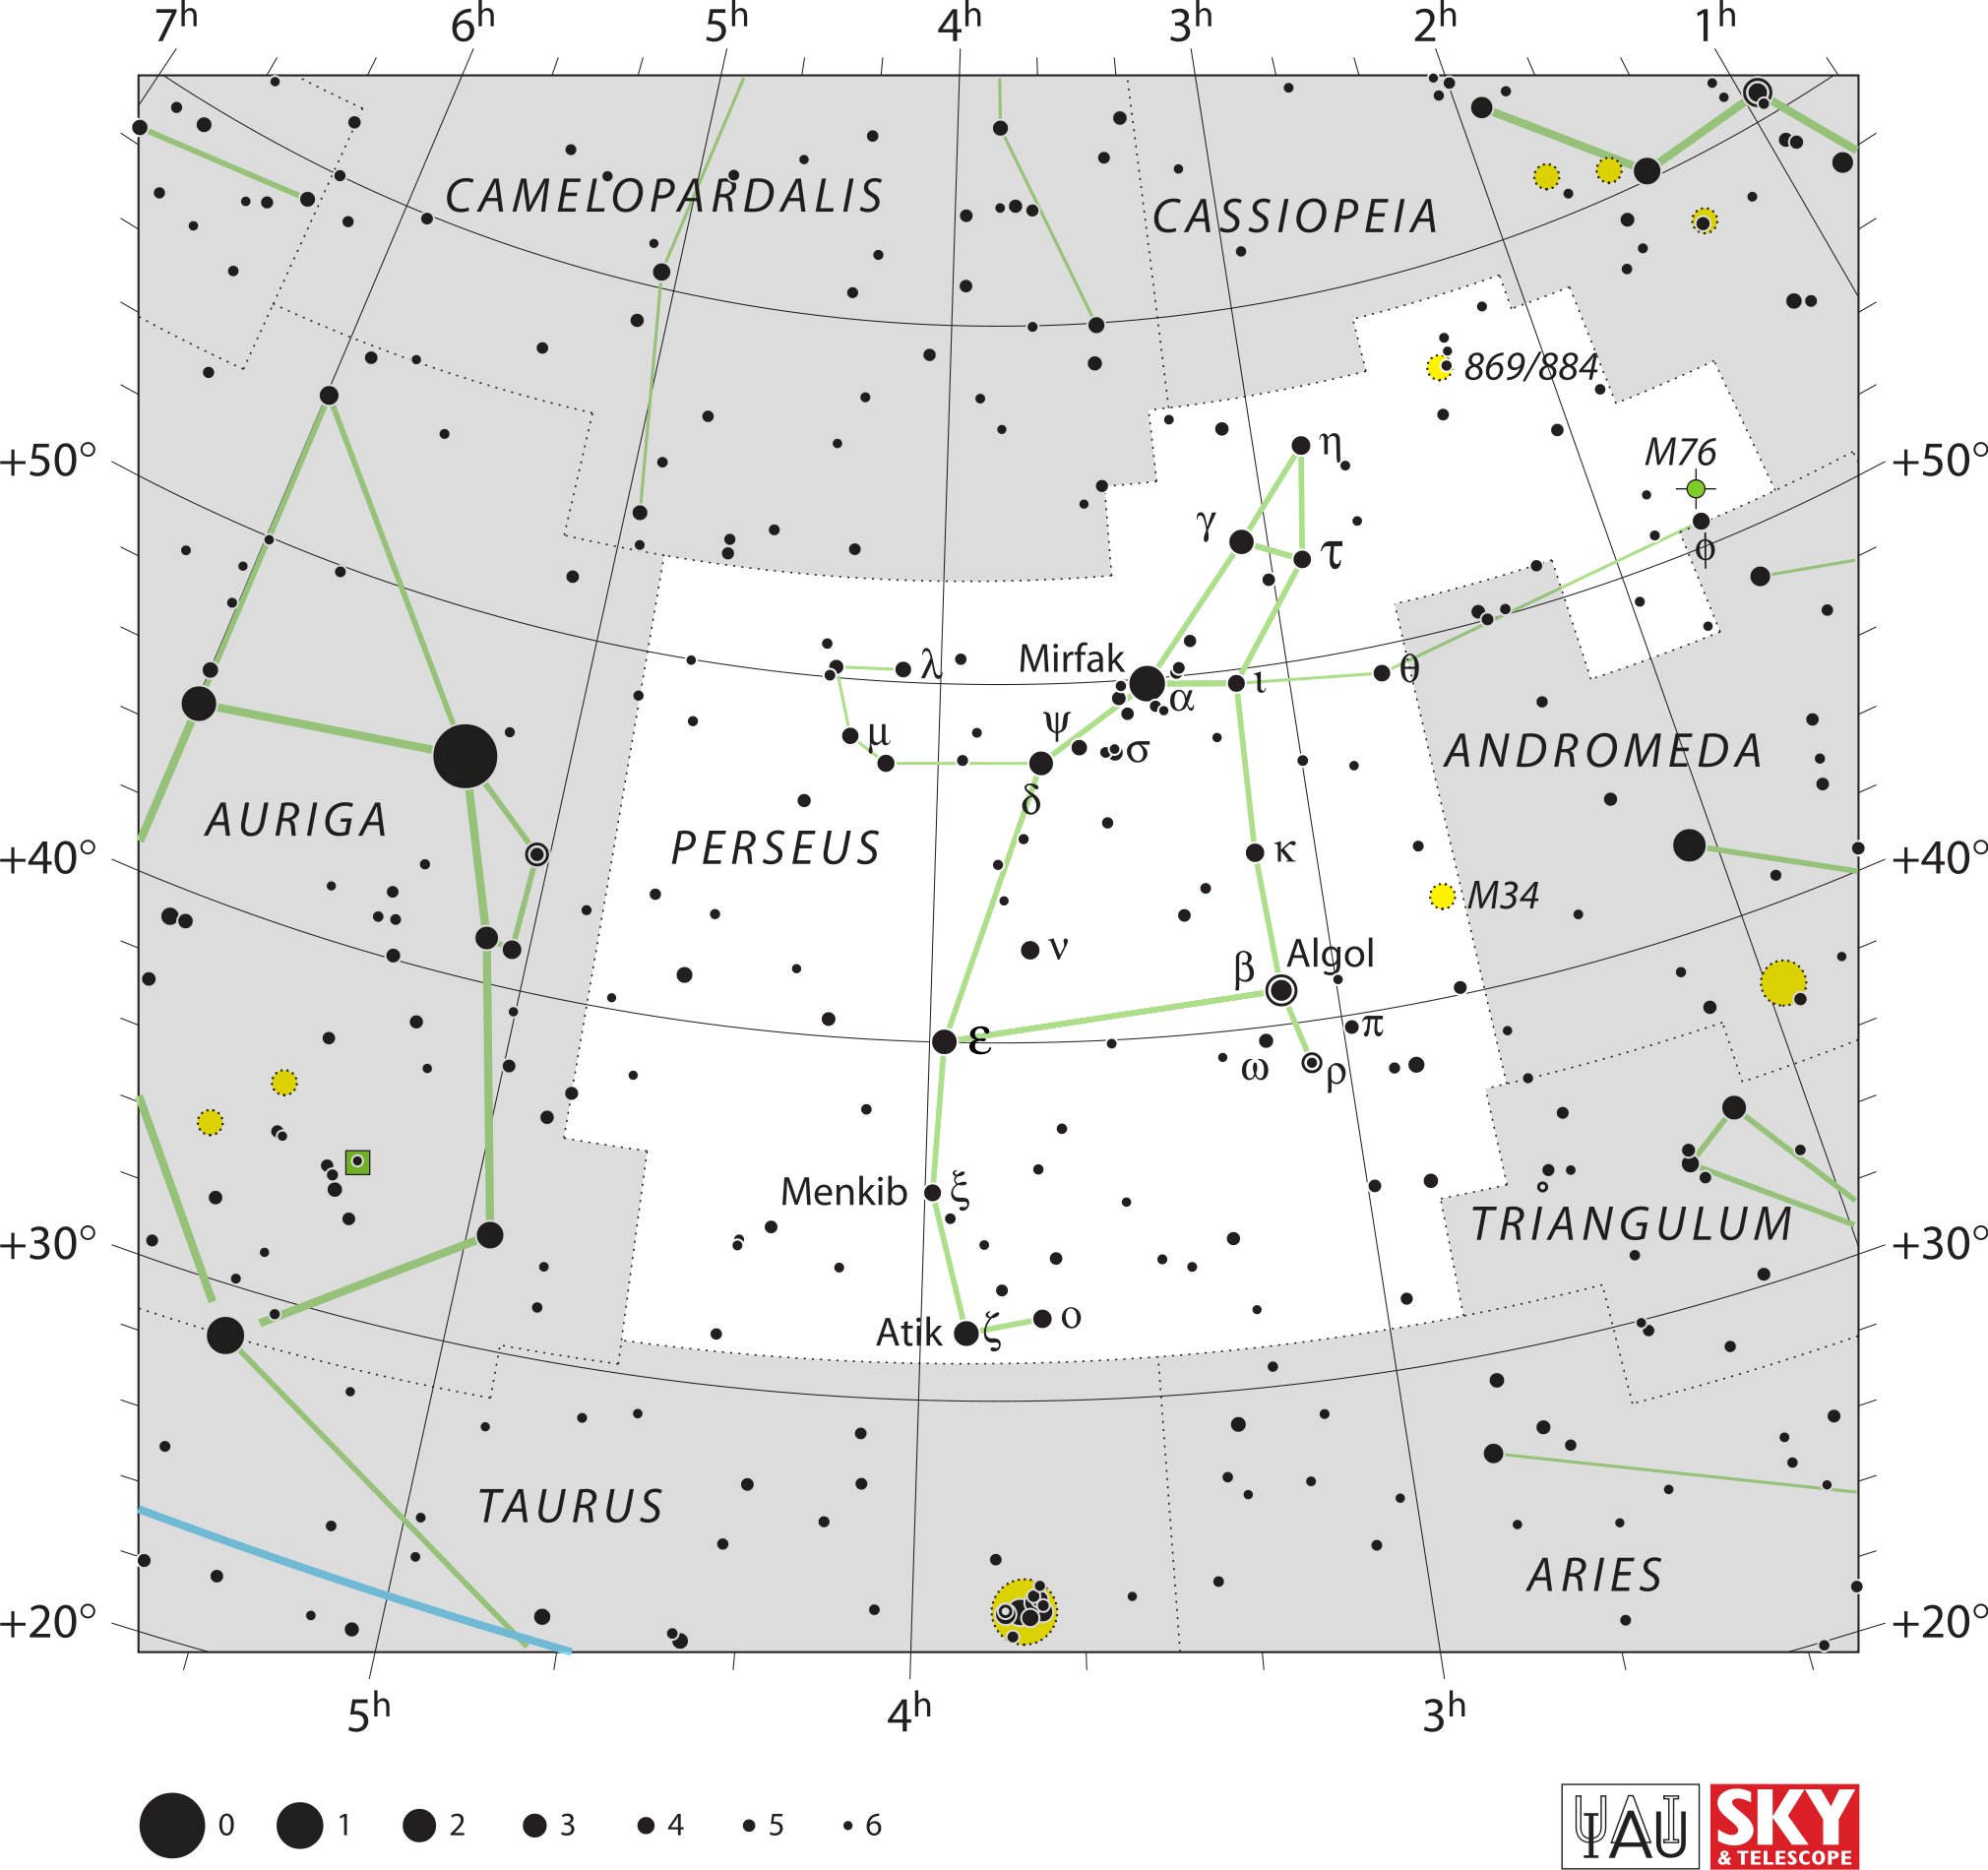 7h 6h 5h 4h 3h 2h 1h
CAMELOPARDALIS
CASSIOPEIA
869/884
η
M76
+50° +50°
γ
τ
φ
Mirfak
λ
θ
ι
α
ψ
μ
σ
ANDROMEDA
δ
AURIGA
PERSEUS
κ
+40° +40°
M34
ν
β Algol
ε
π
ω ρ
Menkib ξ
TRIANGULUM
+30° +30°
Atik ζ ο
TAURUS
ARIES
+20° +20°
5h 4h 3h
0 1 2 3 4 5 6
IAU
SKY
& TELESCOPE